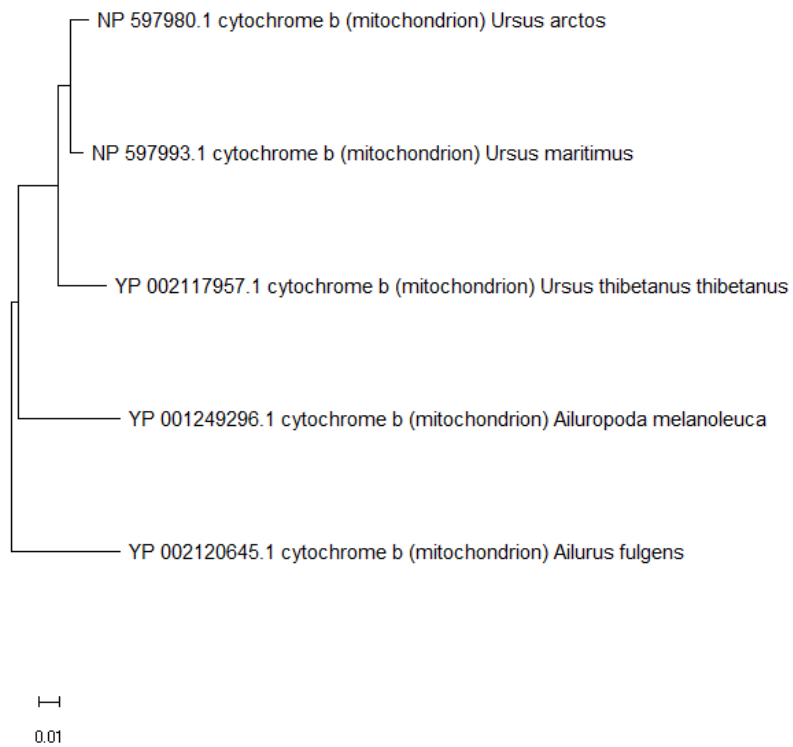 NP 597980.1 cytochrome b (mitochondrion) Ursus arctos
NP 597993.1 cytochrome b (mitochondrion) Ursus maritimus
YP 002117957.1 cytochrome b (mitochondrion) Ursus thibetanus thibetanus
YP 001249296.1 cytochrome b (mitochondrion) Ailuropoda melanoleuca
YP 002120645.1 cytochrome b (mitochondrion) Ailurus fulgens
0.01